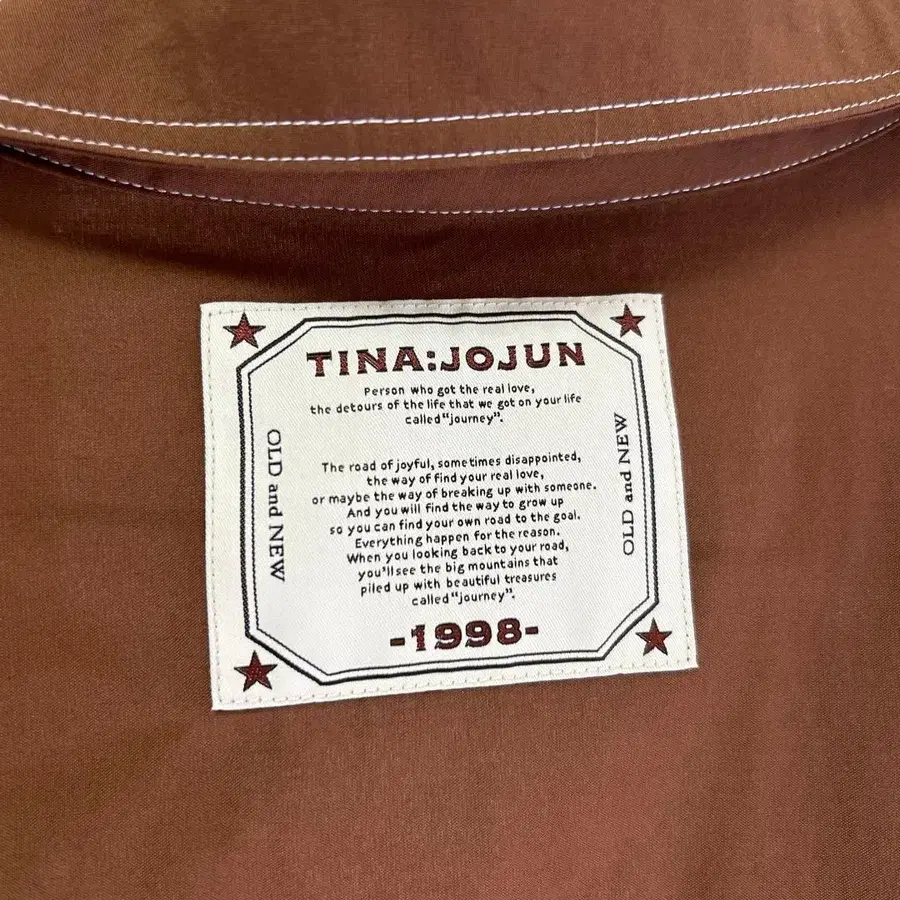 TINA:JOJUN
Person who got the real love,
the detours of the life that we got on your life
called "journey".
The road of joyful, sometimes disappointed,
the way of find your real love,
or maybe the way of breaking up with someone.
And you will find the way to grow up
so you can find your own road to the goal.
Everything happen for the reason.
When you looking back to your road,
you'll see the big mountains that
piled up with beautiful treasures
called "journey".
-1998-
OLD and NEW
OLD and NEW